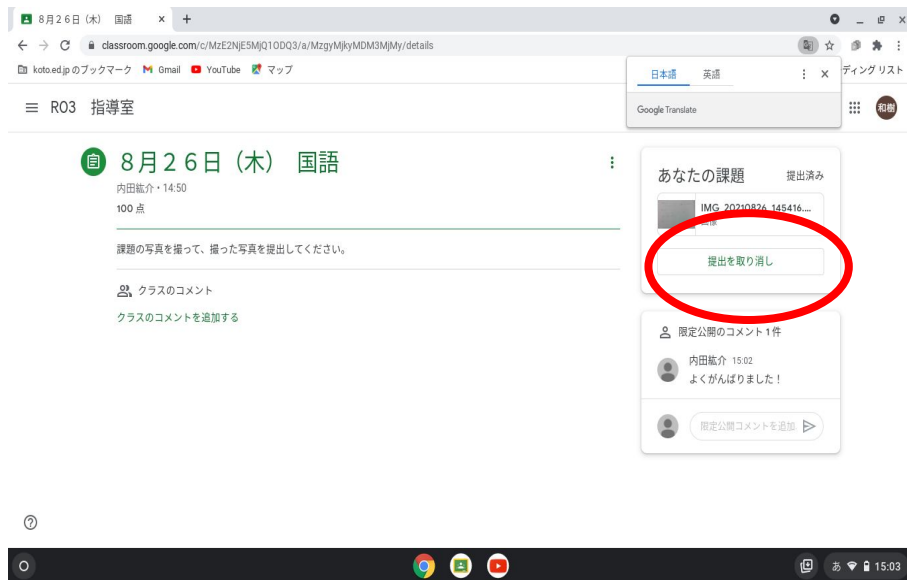 8月26日（木） 国語
classroom.google.com/c/MzE2NjE5MjQ1ODQ3/a/MzgyMjkyMDM3MjMy/details
koto.ed.jp のブックマーク Gmail YouTube マップ
ディング リスト
日本語 英語
Google Translate
R03 指導室
和樹
８月２６日（木） 国語
内田紘介・14:50
100 点
課題の写真を撮って、撮った写真を提出してください。
クラスのコメント
クラスのコメントを追加する
あなたの課題 提出済み
IMG_20210826_145416....
提出を取り消し
限定公開のコメント 1 件
内田紘介 15:02
よくがんばりました！
限定公開コメントを追加
あ 15:03